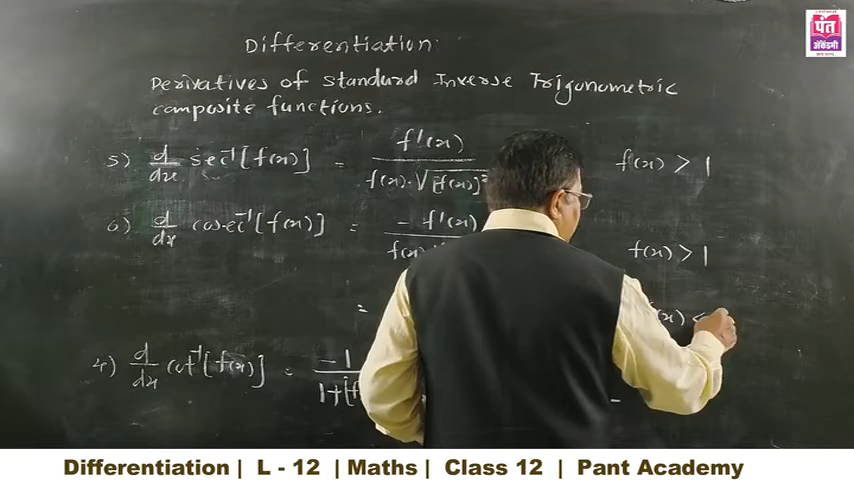 पंत
अॅकॅडमी
Differentiation:
Derivatives of standard Inverse Trigonometric
composite functions.
5) d/dx sec⁻¹[f(x)] = f'(x) / f(x).√[f(x)]² f(x) > 1
6) d/dx cosec⁻¹[f(x)] = - f'(x) / f(x) f(x) > 1
= f(x) <
4) d/dx cot⁻¹[f(x)] = -1 / 1+[f
Differentiation | L - 12 | Maths | Class 12 | Pant Academy